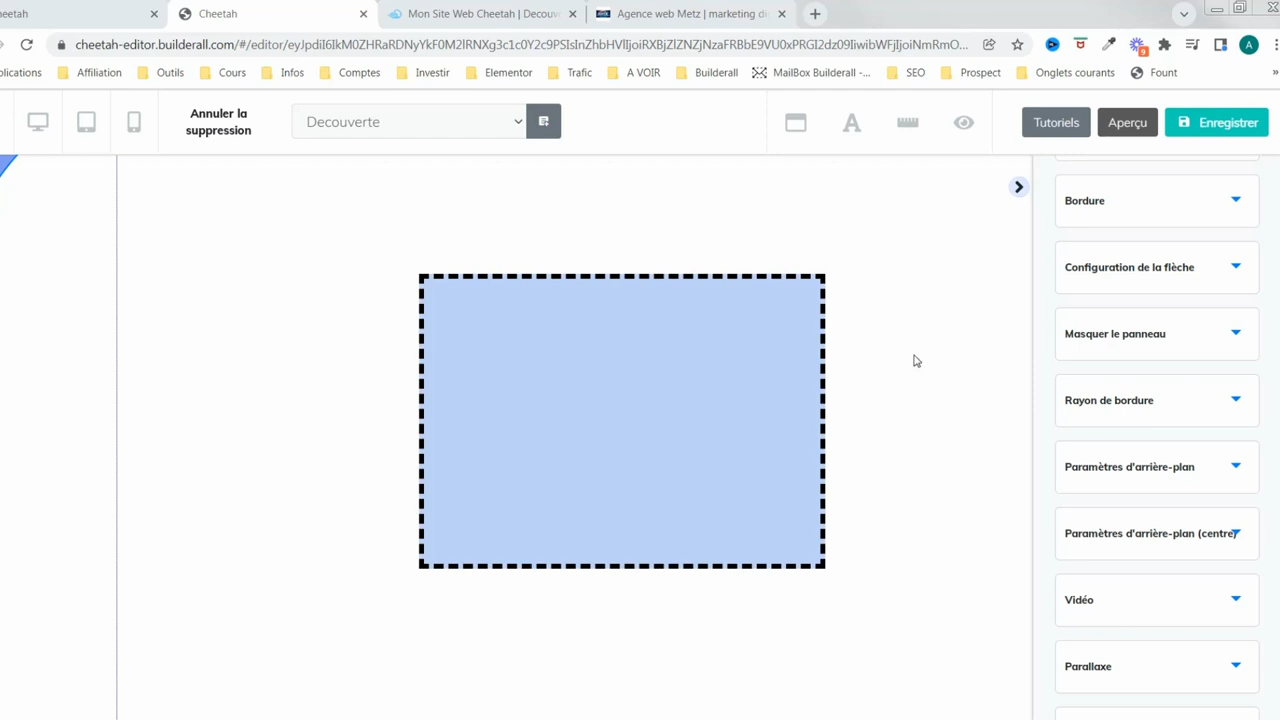 eetah
Cheetah
Mon Site Web Cheetah | Decouv
Agence web Metz | marketing di
cheetah-editor.builderall.com/#/editor/
A
9
plications
Affiliation
Outils
Cours
Infos
Comptes
Investir
Elementor
Trafic
A VOIR
Builderall
MailBox Builderall -...
SEO
Prospect
Onglets courants
Fount
»
Annuler la
suppression
Decouverte
A
Tutoriels
Aperçu
Enregistrer
Bordure
Configuration de la flèche
Masquer le panneau
Rayon de bordure
Paramètres d'arrière-plan
Paramètres d'arrière-plan (centre)
Vidéo
Parallaxe